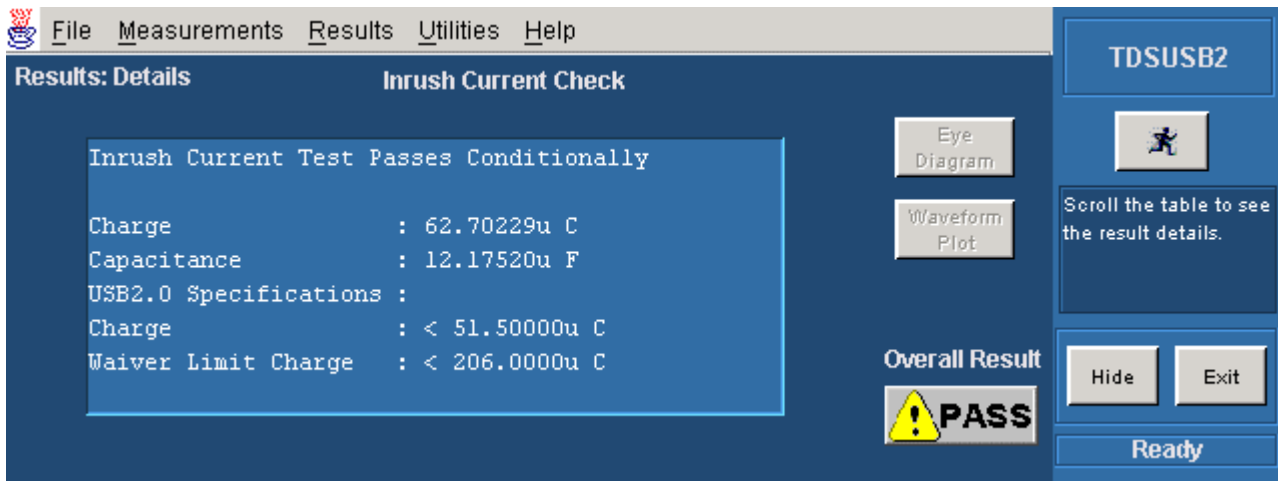 File Measurements Results Utilities Help
TDSUSB2
Results: Details
Inrush Current Check
Inrush Current Test Passes Conditionally
Charge : 62.70229u C
Capacitance : 12.17520u F
USB2.0 Specifications :
Charge : < 51.50000u C
Waiver Limit Charge : < 206.0000u C
Eye
Diagram
Waveform
Plot
Overall Result
PASS
Scroll the table to see
the result details.
Hide Exit
Ready